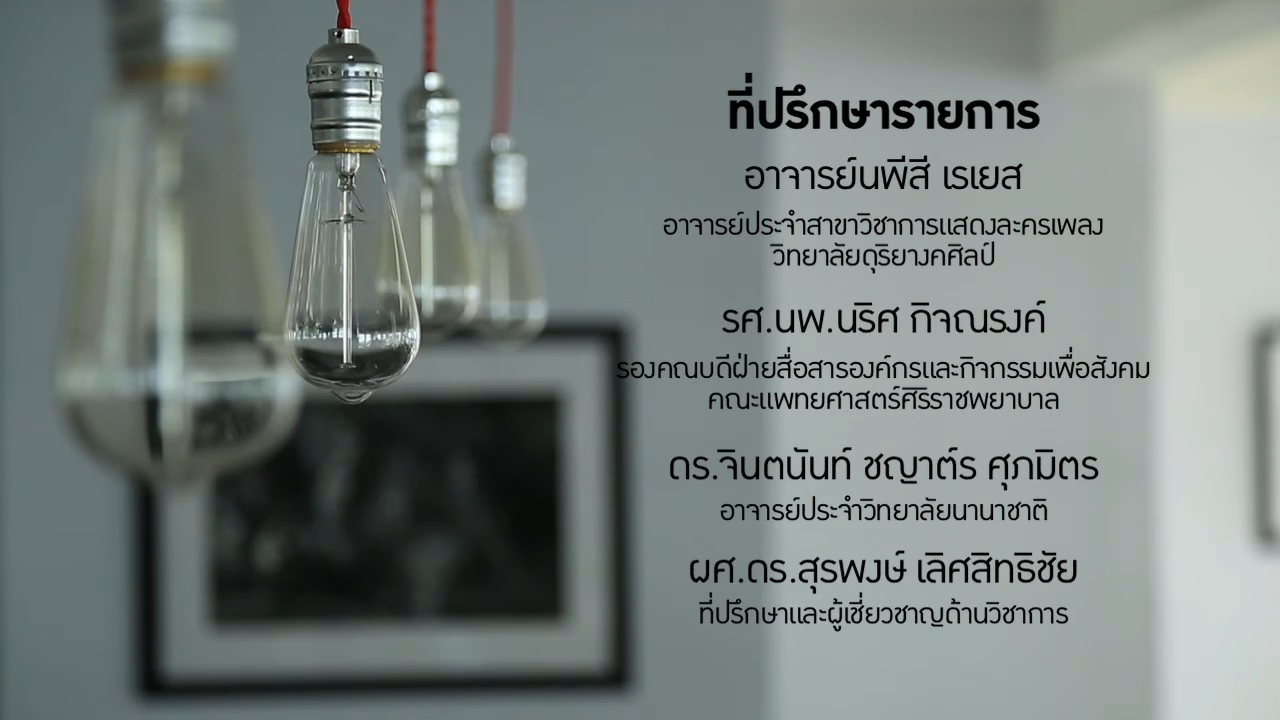 ที่ปรึกษารายการ
อาจารย์นพีสี เรเยส
อาจารย์ประจำสาขาวิชาการแสดงละครเพลง
วิทยาลัยดุริยางคศิลป์
รศ.นพ.นริศ กิจณรงค์
รองคณบดีฝ่ายสื่อสารองค์กรและกิจกรรมเพื่อสังคม
คณะแพทยศาสตร์ศิริราชพยาบาล
ดร.จินตนันท์ ชญาต์ร ศุภมิตร
อาจารย์ประจำวิทยาลัยนานาชาติ
ผศ.ดร.สุรพงษ์ เลิศสิทธิชัย
ที่ปรึกษาและผู้เชี่ยวชาญด้านวิชาการ